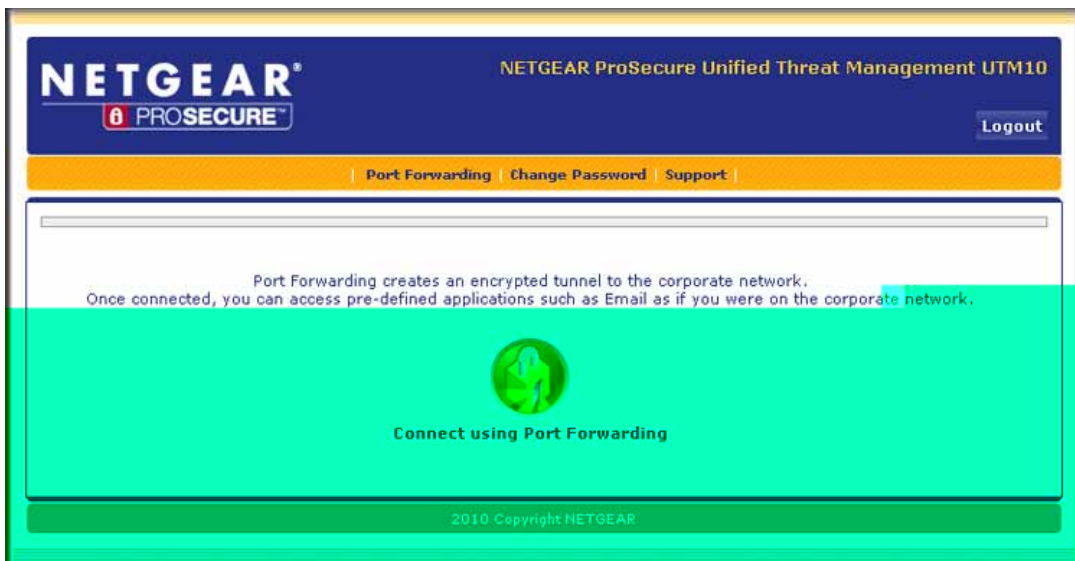 NETGEAR®
PROSECURE™
NETGEAR ProSecure Unified Threat Management UTM10
Logout
| Port Forwarding | Change Password | Support |
Port Forwarding creates an encrypted tunnel to the corporate network.
Once connected, you can access pre-defined applications such as Email as if you were on the corporate network.
Connect using Port Forwarding
2010 Copyright NETGEAR